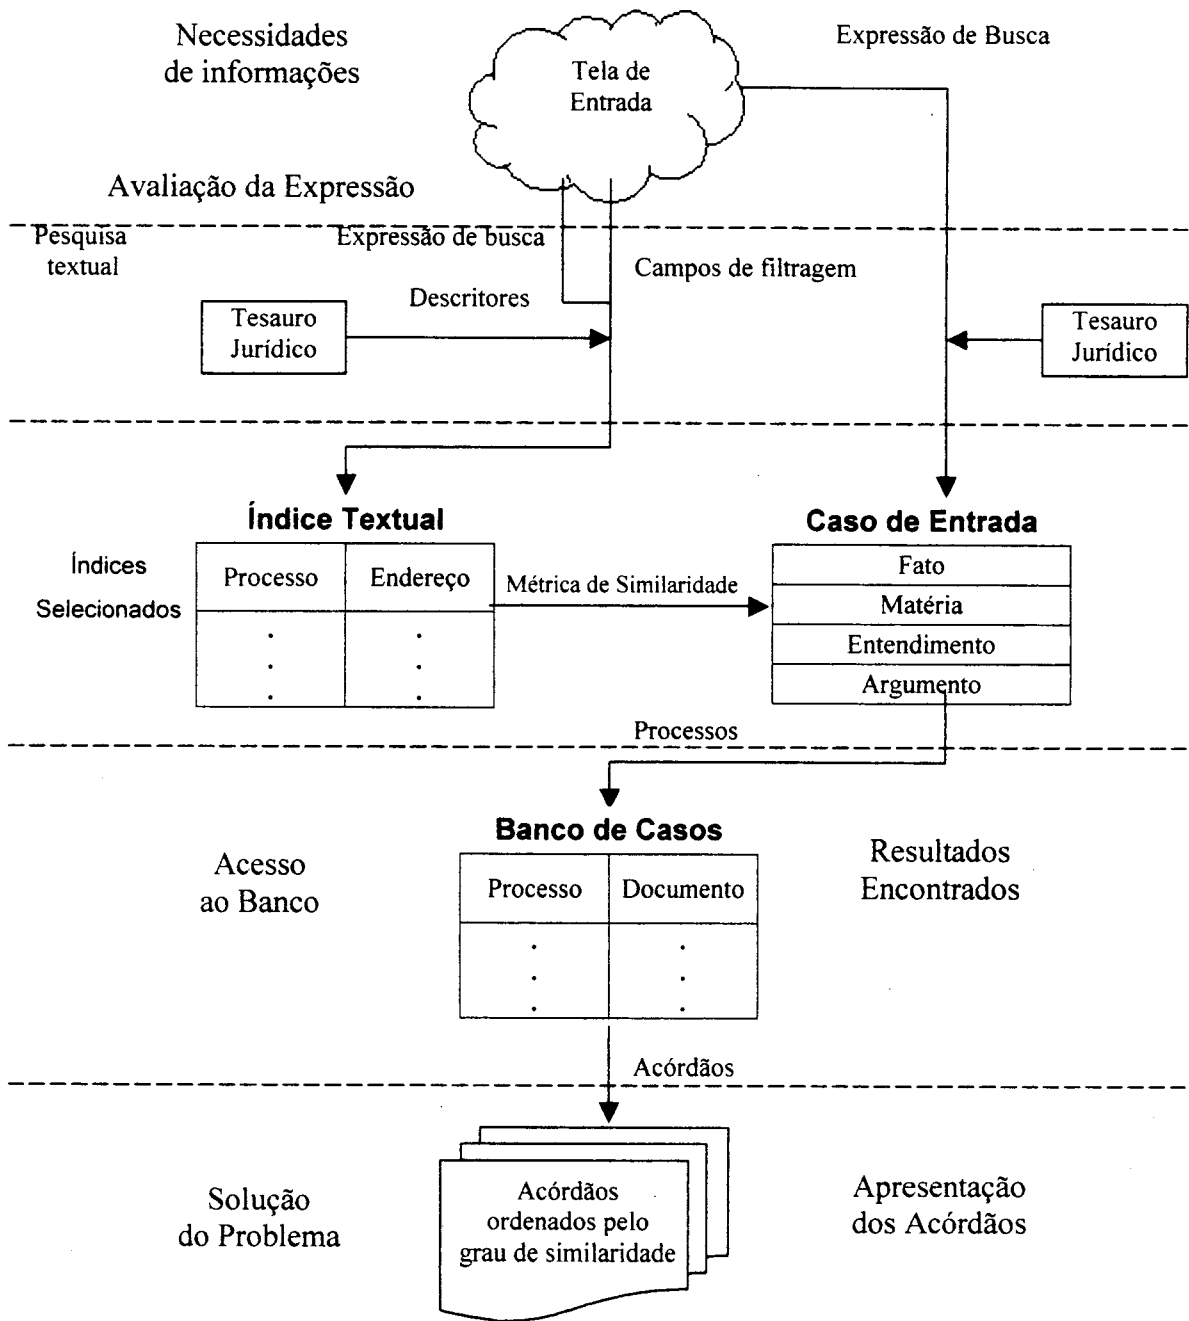 Necessidades
de informações
Tela de
Entrada
Expressão de Busca
Avaliação da Expressão
Pesquisa
textual
Expressão de busca
Campos de filtragem
Descritores
Tesauro
Jurídico
Tesauro
Jurídico
Índice Textual
Caso de Entrada
Índices
Selecionados
Processo
Endereço
Métrica de Similaridade
Fato
Matéria
Entendimento
Argumento
Processos
Banco de Casos
Acesso
ao Banco
Processo
Documento
Resultados
Encontrados
Acórdãos
Solução
do Problema
Acórdãos
ordenados pelo
grau de similaridade
Apresentação
dos Acórdãos